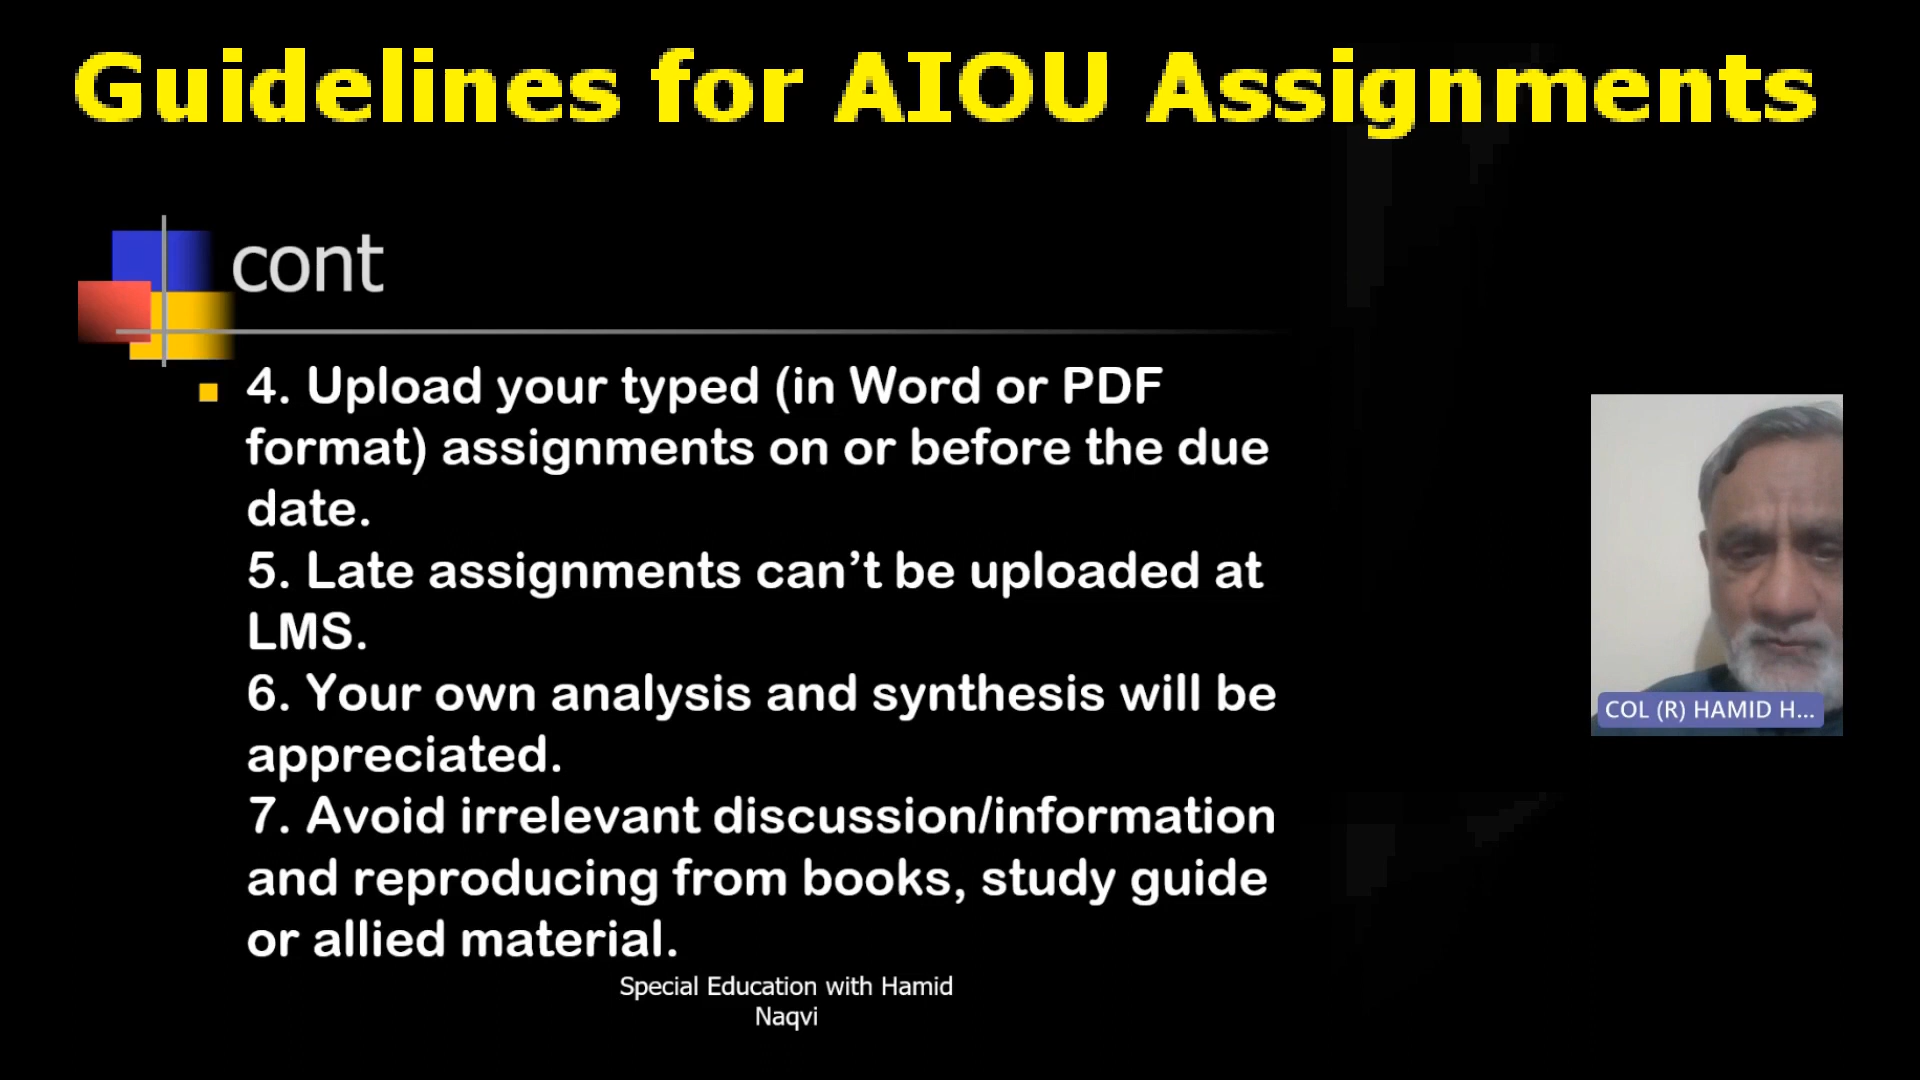 Guidelines for AIOU Assignments
cont
4. Upload your typed (in Word or PDF
format) assignments on or before the due
date.
5. Late assignments can’t be uploaded at
LMS.
6. Your own analysis and synthesis will be
appreciated.
7. Avoid irrelevant discussion/information
and reproducing from books, study guide
or allied material.
COL (R) HAMID H...
Special Education with Hamid
Naqvi